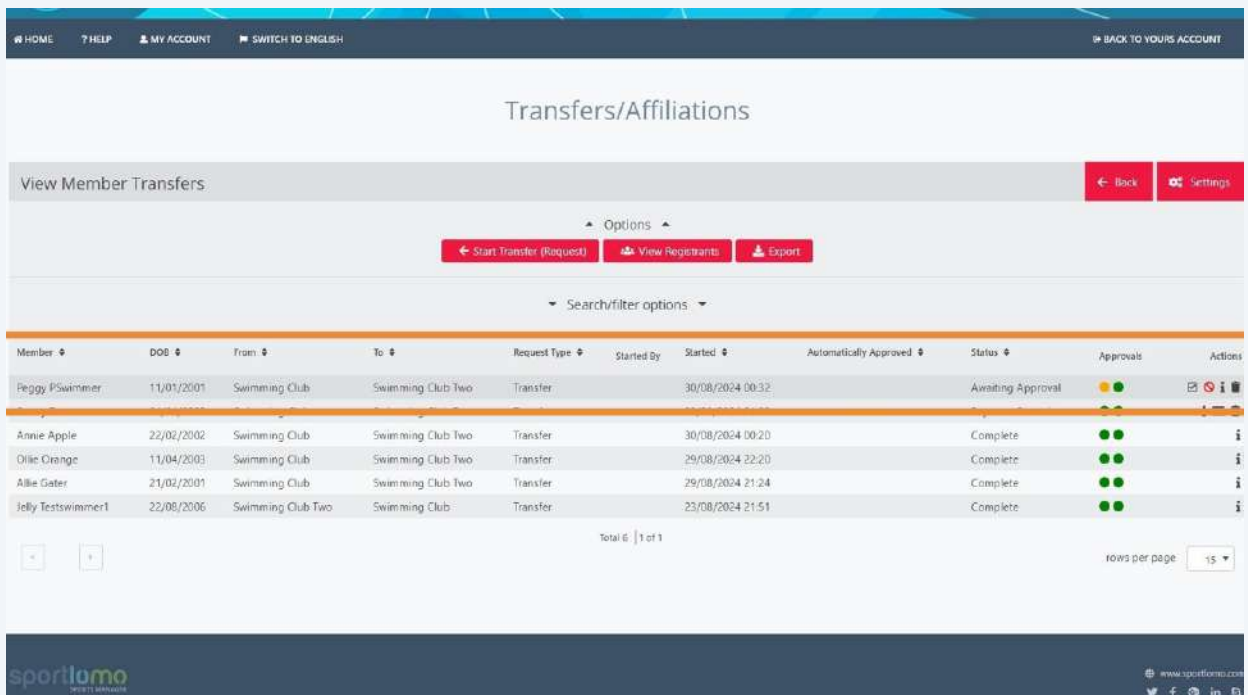 HOME ? HELP MY ACCOUNT SWITCH TO ENGLISH BACK TO YOURS ACCOUNT
Transfers/Affiliations
View Member Transfers Back Settings
Options
Start Transfer (Request) View Registrants Export
Search/filter options
Member DOB From To Request Type Started By Started Automatically Approved Status Approvals Actions
Peggy PSwimmer 11/01/2001 Swimming Club Swimming Club Two Transfer 30/08/2024 00:32 Awaiting Approval
Annie Apple 22/02/2002 Swimming Club Swimming Club Two Transfer 30/08/2024 00:20 Complete
Ollie Orange 11/04/2003 Swimming Club Swimming Club Two Transfer 29/08/2024 22:20 Complete
Allie Gater 21/02/2001 Swimming Club Swimming Club Two Transfer 29/08/2024 21:24 Complete
Jelly Testswimmer1 22/08/2006 Swimming Club Two Swimming Club Transfer 23/08/2024 21:51 Complete
Total 6 | 1 of 1
rows per page 15
sportlomo
www.sportlomo.com